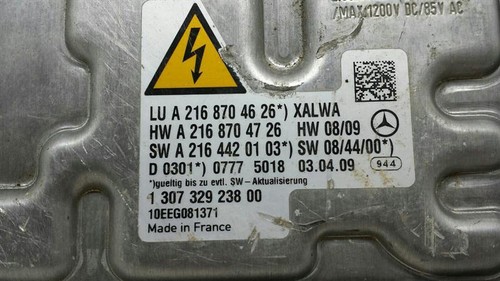 /MAX.1200V DC/85V AC
LU A 216 870 46 26*) XALWA
HW A 216 870 47 26 HW 08/09
SW A 216 442 01 03*) SW 08/44/00*)
D 0301*) 0777 5018 03.04.09 944
*)gueltig bis zu evtl. SW-Aktualisierung
1 307 329 238 00
10EEG081371
Made in France